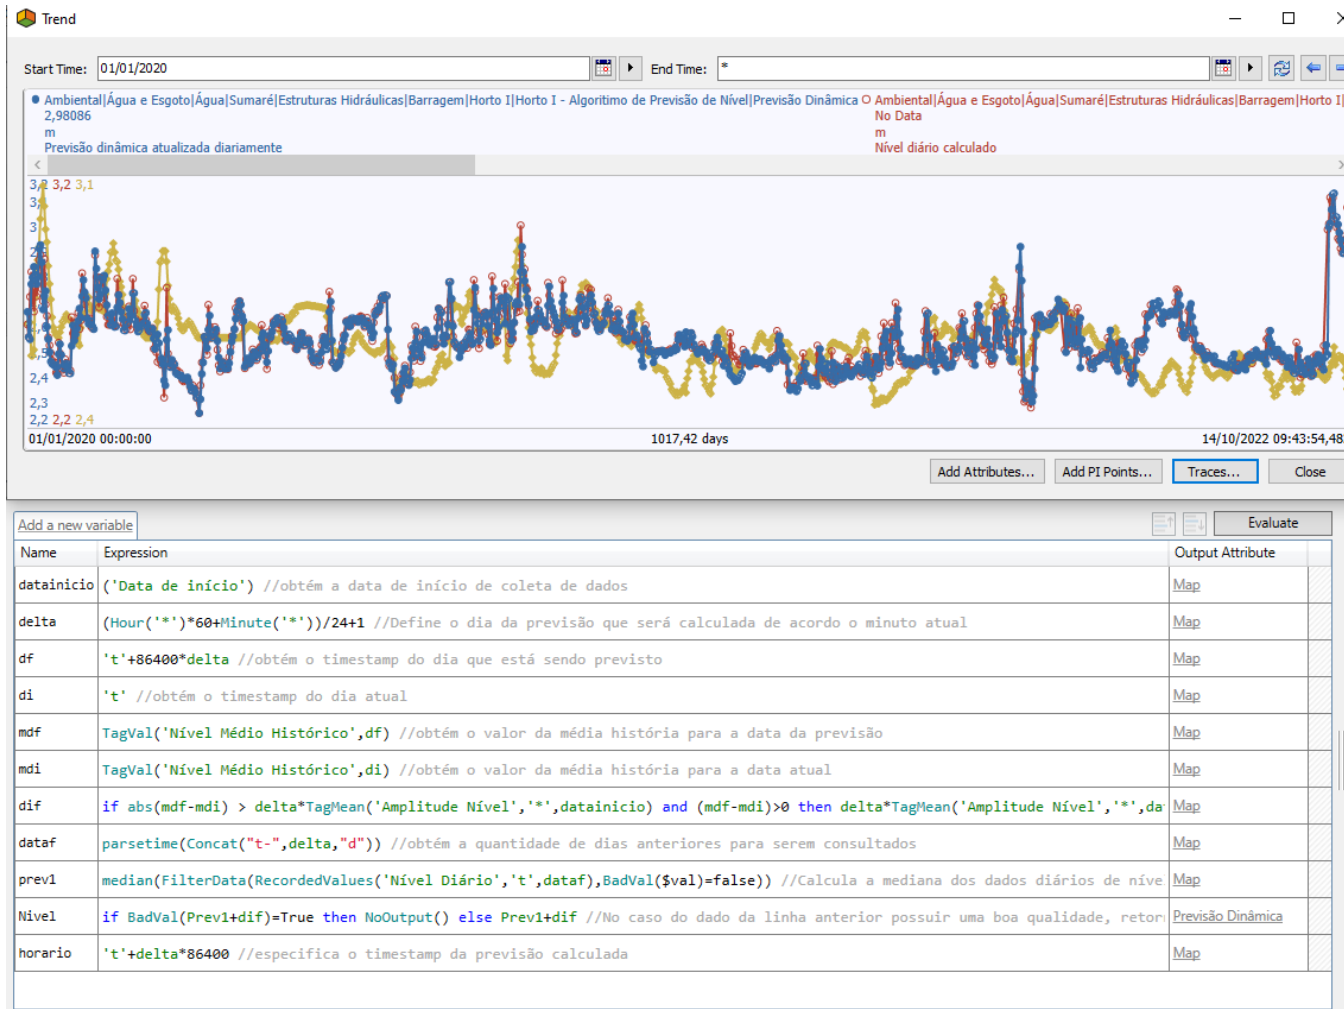 Trend
Start Time: 01/01/2020 End Time: *
Ambiental|Água e Esgoto|Água|Sumaré|Estruturas Hidráulicas|Barragem|Horto I|Horto I - Algoritimo de Previsão de Nível|Previsão Dinâmica Ambiental|Água e Esgoto|Água|Sumaré|Estruturas Hidráulicas|Barragem|Horto I|
2,98086 No Data
m m
Previsão dinâmica atualizada diariamente Nível diário calculado
3,2 3,2 3,1
3
2,4
2,3
2,2 2,2 2,4
01/01/2020 00:00:00 1017,42 days 14/10/2022 09:43:54,48
Add Attributes... Add PI Points... Traces... Close
Add a new variable Evaluate
Name Expression Output Attribute
datainicio ('Data de início') //obtém a data de início de coleta de dados Map
delta (Hour('*')*60+Minute('*'))/24+1 //Define o dia da previsão que será calculada de acordo o minuto atual Map
df 't'+86400*delta //obtém o timestamp do dia que está sendo previsto Map
di 't' //obtém o timestamp do dia atual Map
mdf TagVal('Nível Médio Histórico',df) //obtém o valor da média história para a data da previsão Map
mdi TagVal('Nível Médio Histórico',di) //obtém o valor da média história para a data atual Map
dif if abs(mdf-mdi) > delta*TagMean('Amplitude Nível','*',datainicio) and (mdf-mdi)>0 then delta*TagMean('Amplitude Nível','*',da Map
dataf parsetime(Concat("t-",delta,"d")) //obtém a quantidade de dias anteriores para serem consultados Map
prev1 median(FilterData(RecordedValues('Nível Diário','t',dataf),BadVal($val)=false)) //Calcula a mediana dos dados diários de níve Map
Nivel if BadVal(Prev1+dif)=True then NoOutput() else Prev1+dif //No caso do dado da linha anterior possuir uma boa qualidade, retor Previsão Dinâmica
horario 't'+delta*86400 //especifica o timestamp da previsão calculada Map